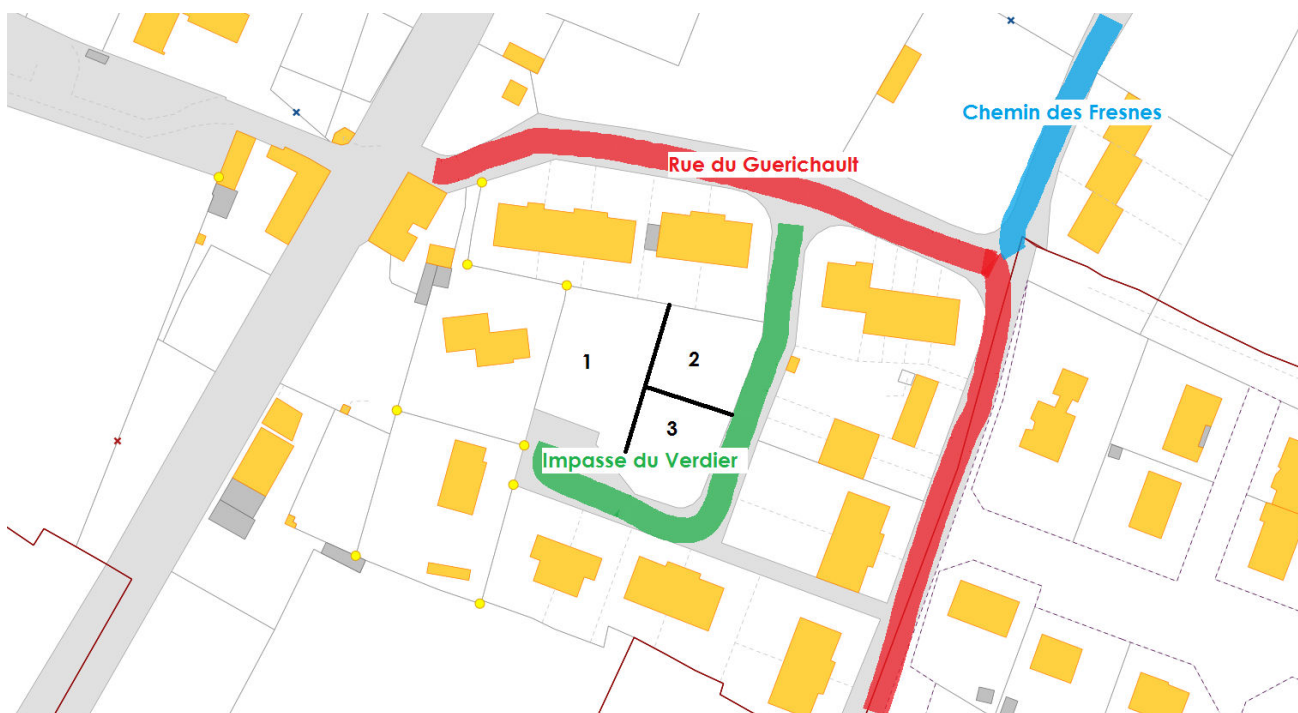 Chemin des Fresnes
Rue du Guerichault
1
2
3
Impasse du Verdier